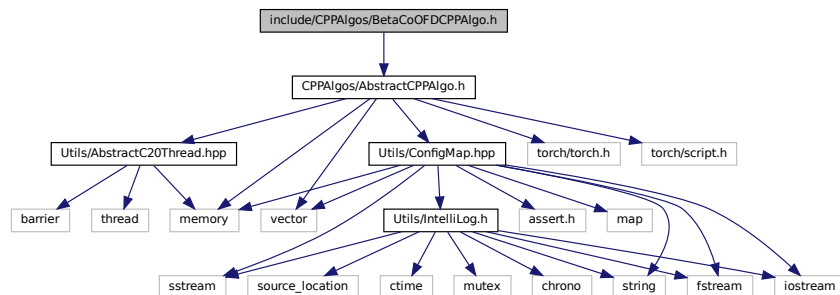 include/CPPAlgos/BetaCoOFDCPPAlgo.h
CPPAlgos/AbstractCPPAlgo.h
Utils/AbstractC20Thread.hpp
Utils/ConfigMap.hpp
torch/torch.h
torch/script.h
barrier
thread
memory
vector
Utils/IntelliLog.h
assert.h
map
sstream
source_location
ctime
mutex
chrono
string
fstream
iostream